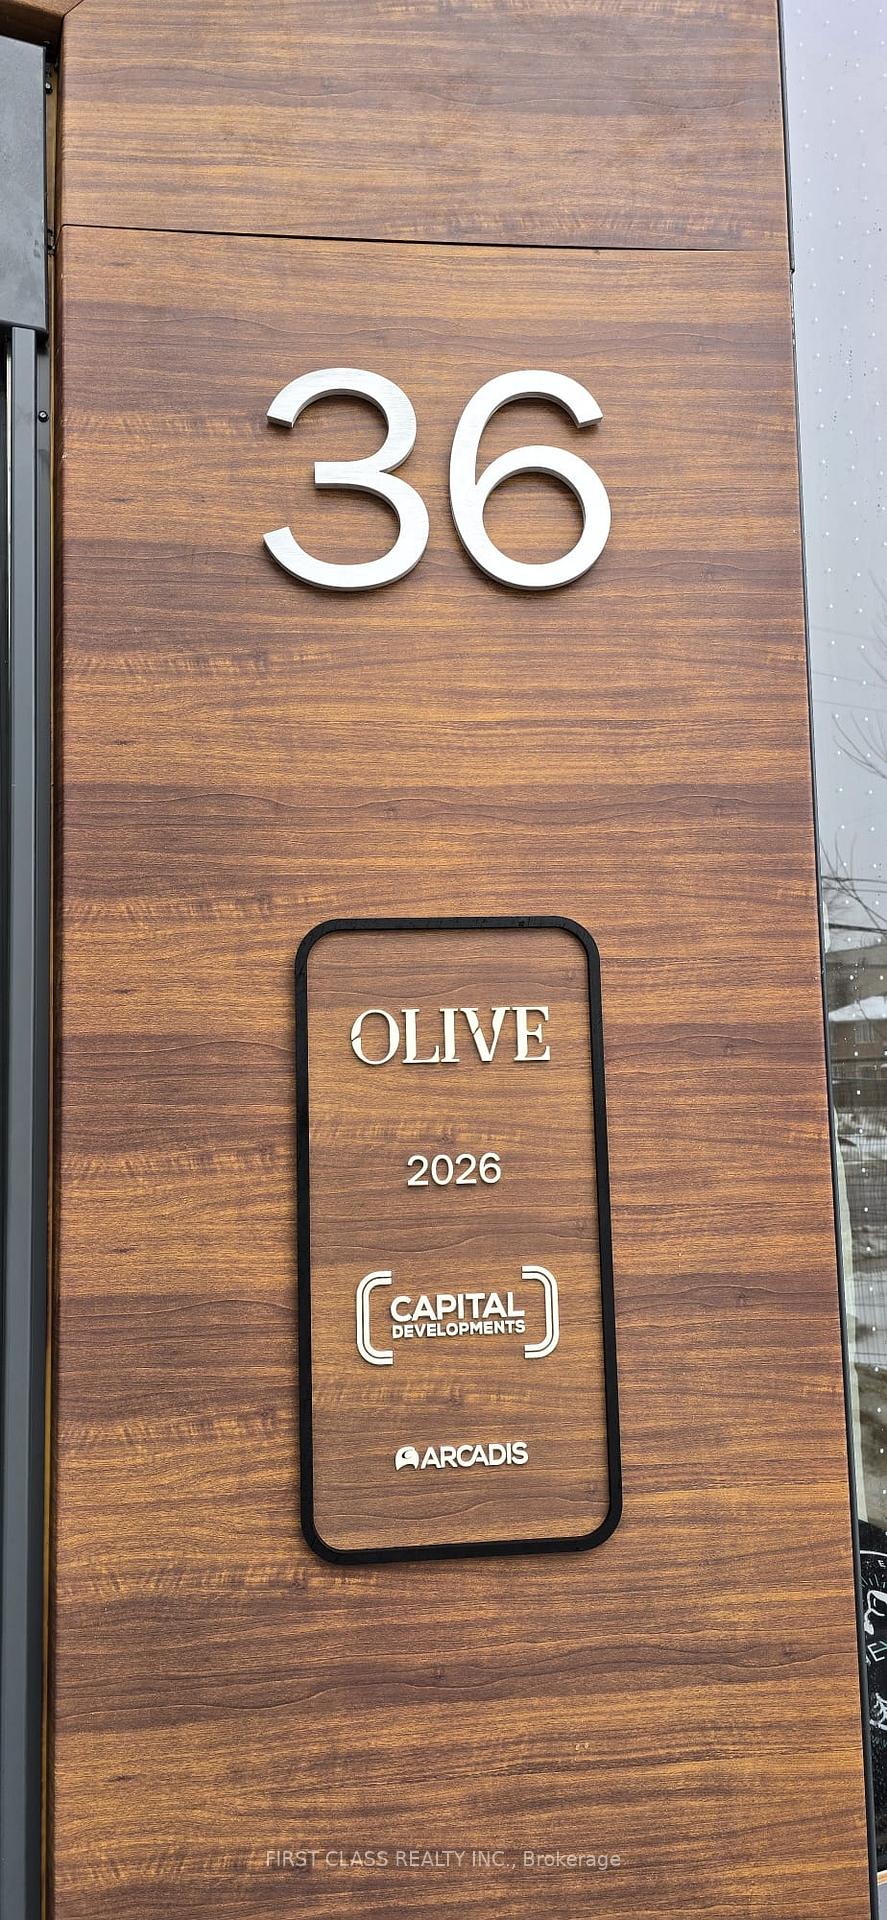 36
OLIVE
2026
CAPITAL
DEVELOPMENTS
ARCADIS
FIRST CLASS REALTY INC., Brokerage